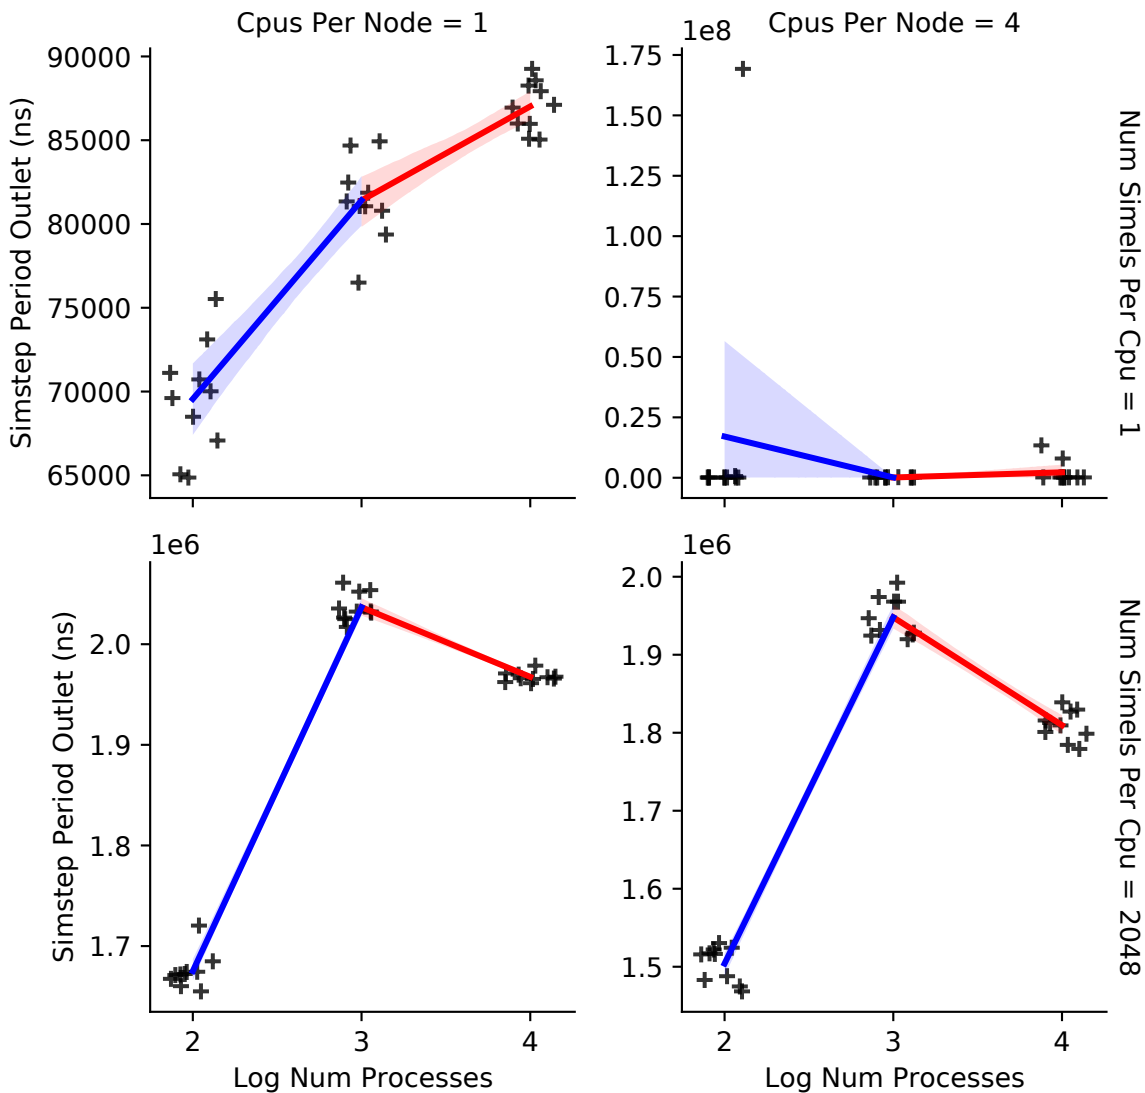 Cpus Per Node = 1
Cpus Per Node = 4
1e8
Simstep Period Outlet (ns)
90000
85000
80000
75000
70000
65000
1.75
1.50
1.25
1.00
0.75
0.50
0.25
0.00
Num Simels Per Cpu = 1
1e6
1e6
Simstep Period Outlet (ns)
2.0
1.9
1.8
1.7
2.0
1.9
1.8
1.7
1.6
1.5
Num Simels Per Cpu = 2048
2
3
4
2
3
4
Log Num Processes
Log Num Processes